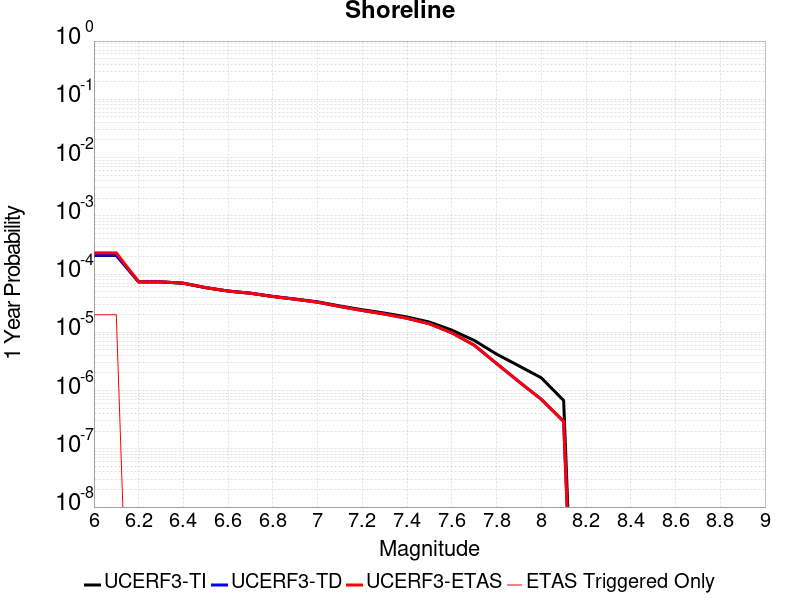 Shoreline
10^0
10^-1
10^-2
10^-3
10^-4
10^-5
10^-6
10^-7
10^-8
1 Year Probability
6 6.2 6.4 6.6 6.8 7 7.2 7.4 7.6 7.8 8 8.2 8.4 8.6 8.8 9
Magnitude
UCERF3-TI UCERF3-TD UCERF3-ETAS ETAS Triggered Only